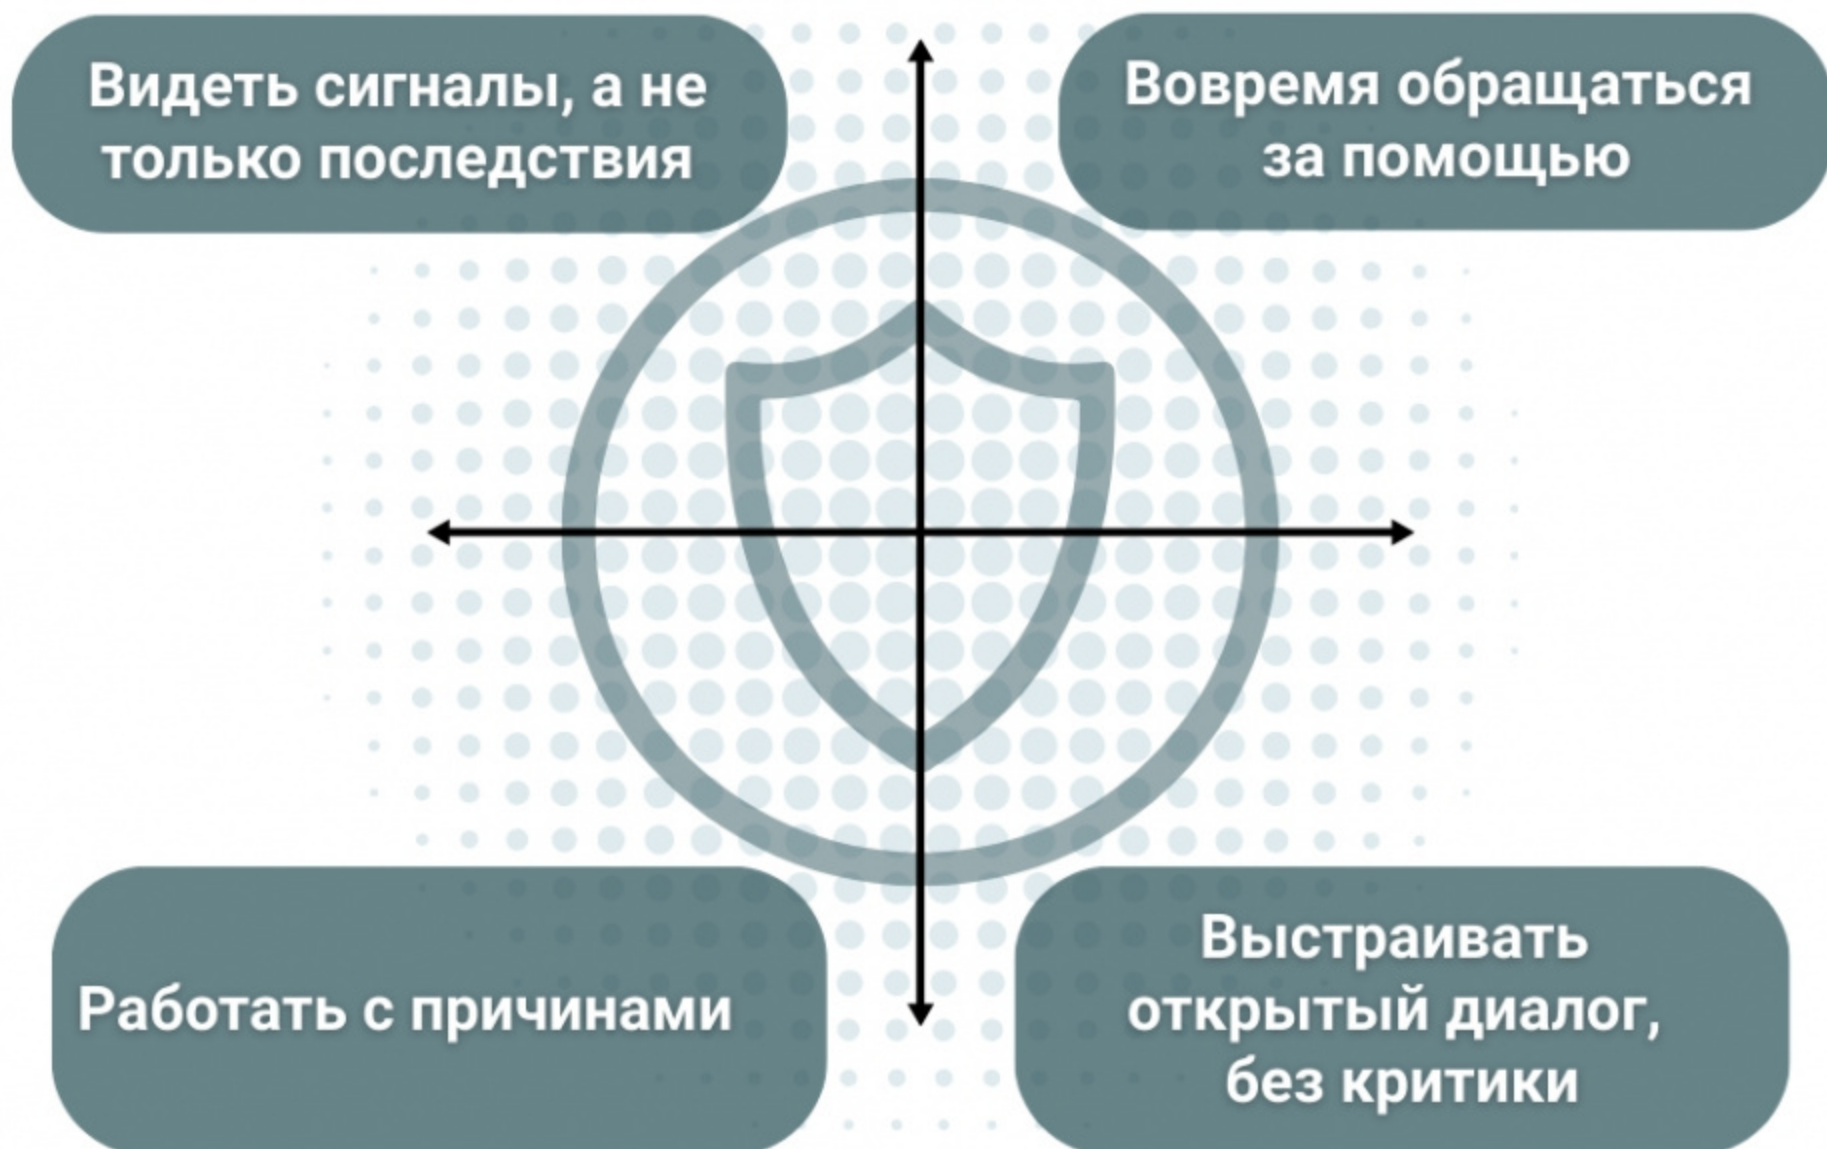 Видеть сигналы, а не
только последствия
Вовремя обращаться
за помощью
Работать с причинами
Выстраивать
открытый диалог,
без критики